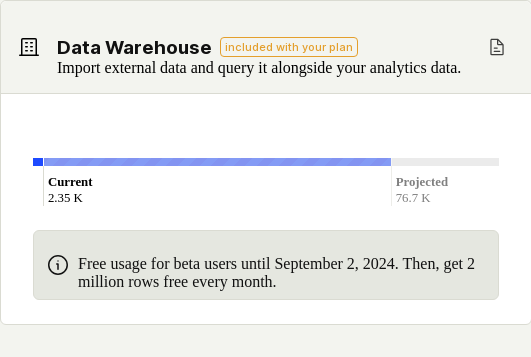 Data Warehouse included with your plan
Import external data and query it alongside your analytics data.
Current Projected
2.35 K 76.7 K
Free usage for beta users until September 2, 2024. Then, get 2
million rows free every month.